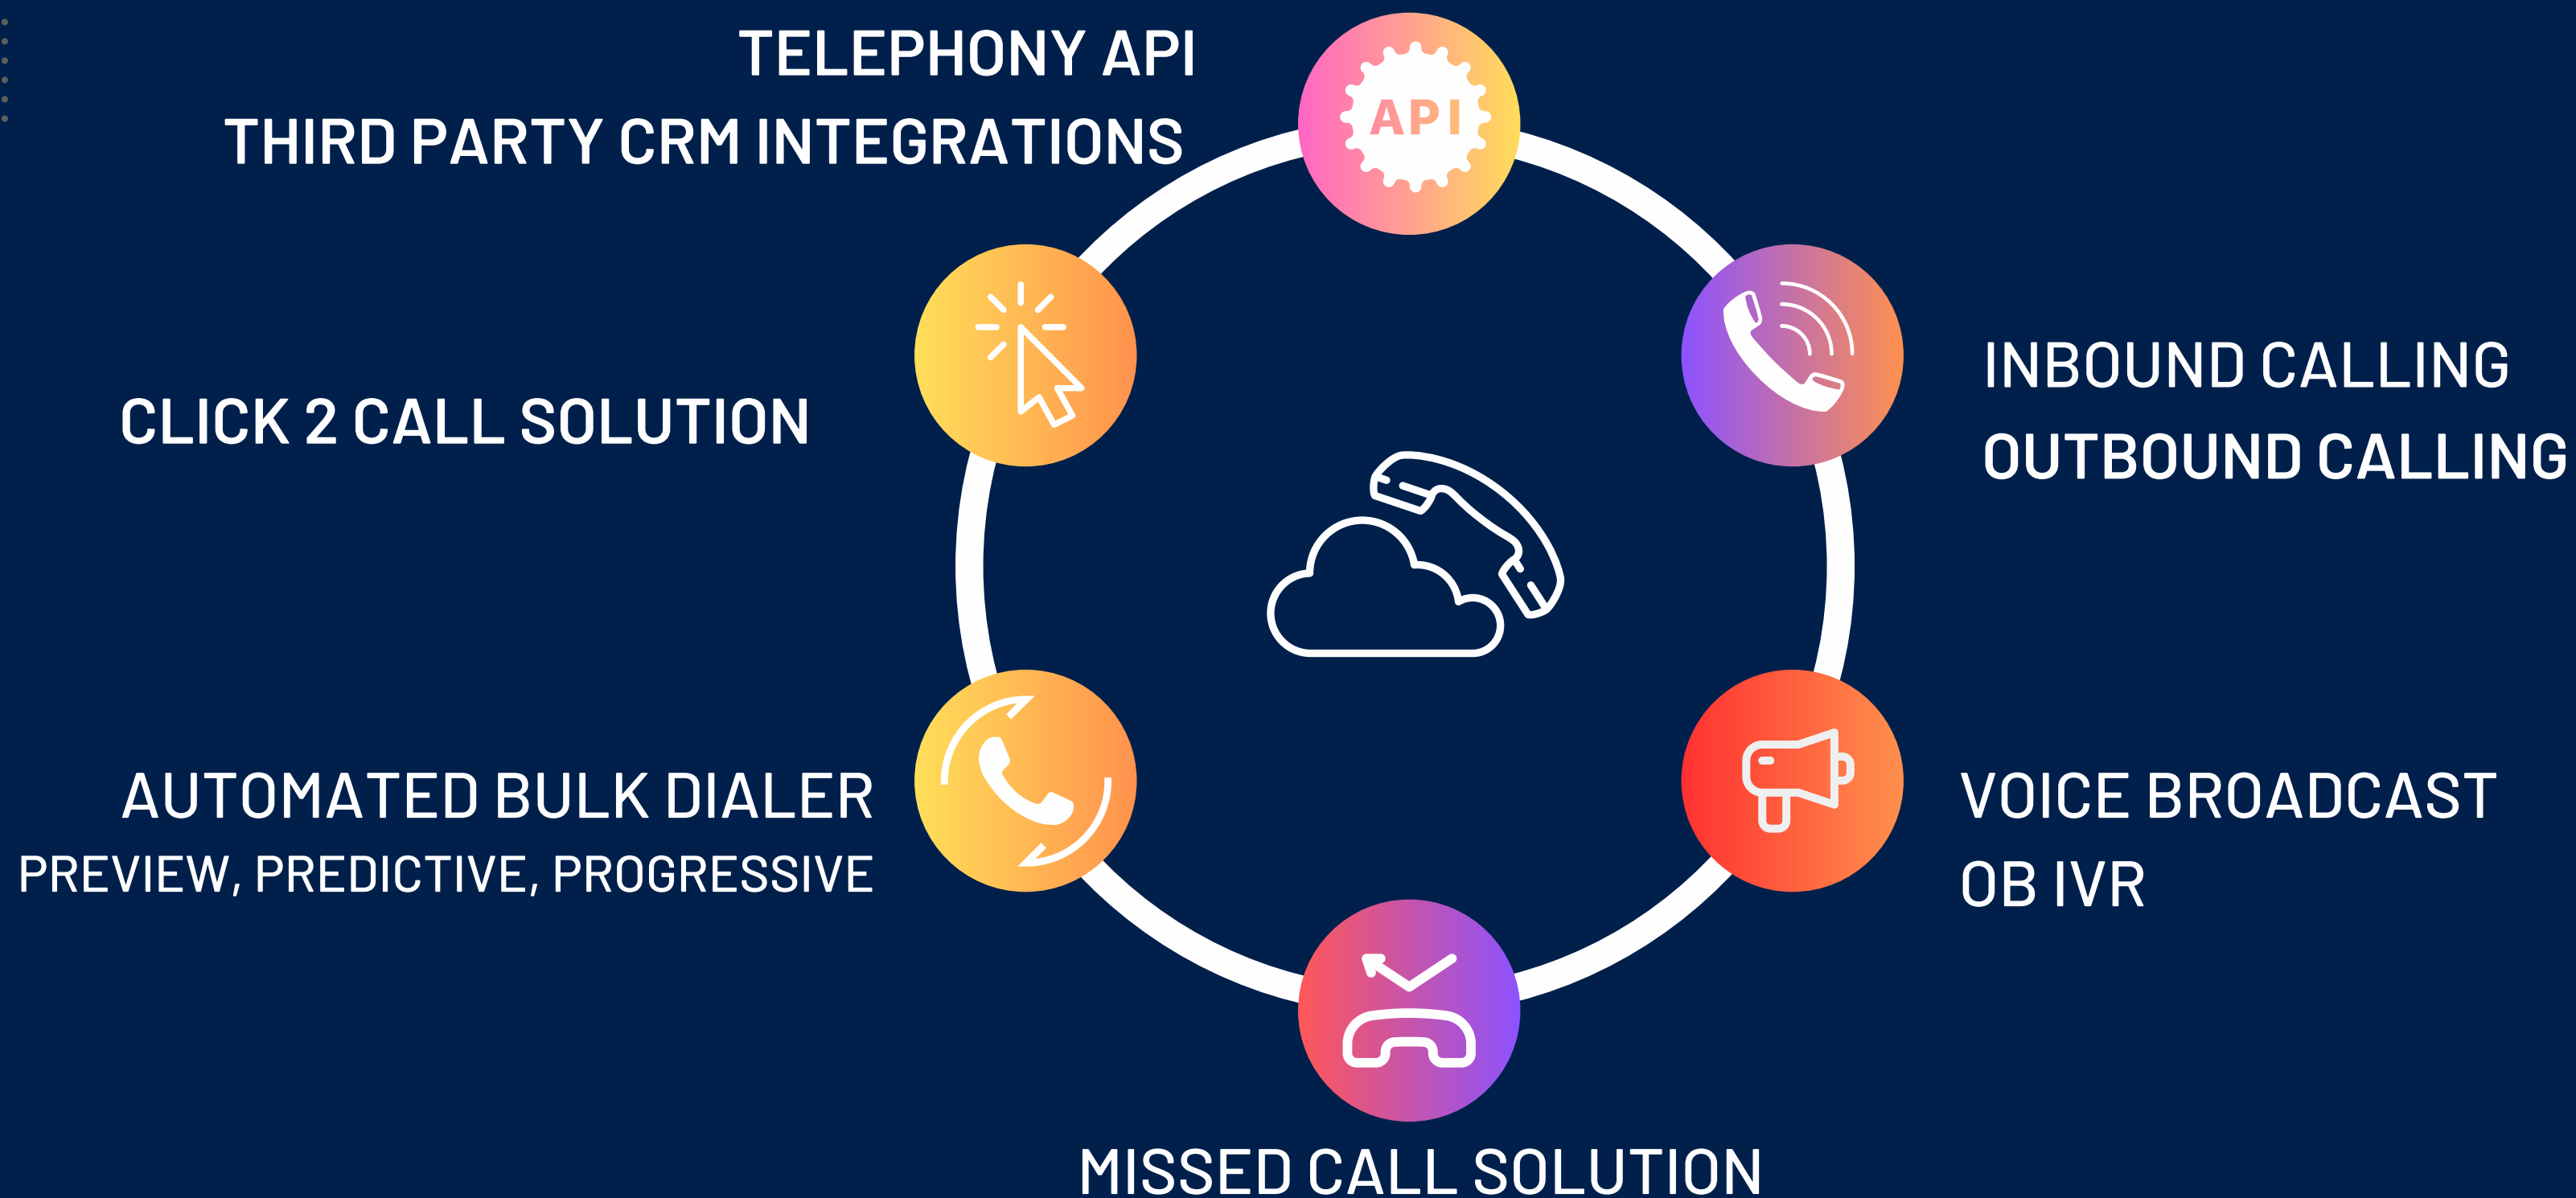 TELEPHONY API
THIRD PARTY CRM INTEGRATIONS
API
CLICK 2 CALL SOLUTION
INBOUND CALLING
OUTBOUND CALLING
AUTOMATED BULK DIALER
PREVIEW, PREDICTIVE, PROGRESSIVE
VOICE BROADCAST
OB IVR
MISSED CALL SOLUTION